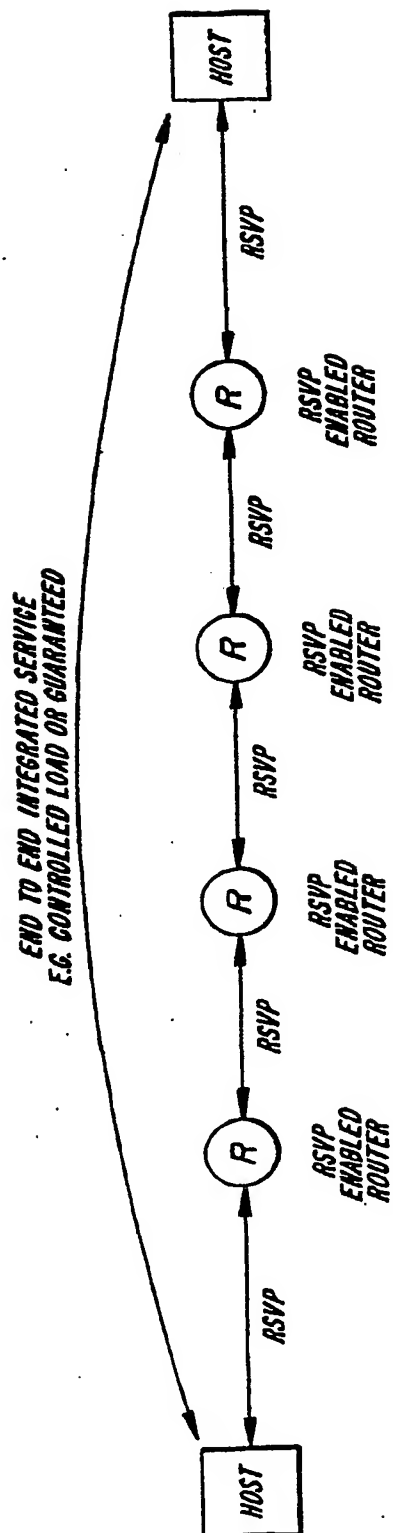 END TO END INTEGRATED SERVICE
E.G. CONTROLLED LOAD OR GUARANTEED
HOST
RSVP
R
RSVP
R
RSVP
R
RSVP
R
RSVP
HOST
RSVP
ENABLED
ROUTER
RSVP
ENABLED
ROUTER
RSVP
ENABLED
ROUTER
RSVP
ENABLED
ROUTER